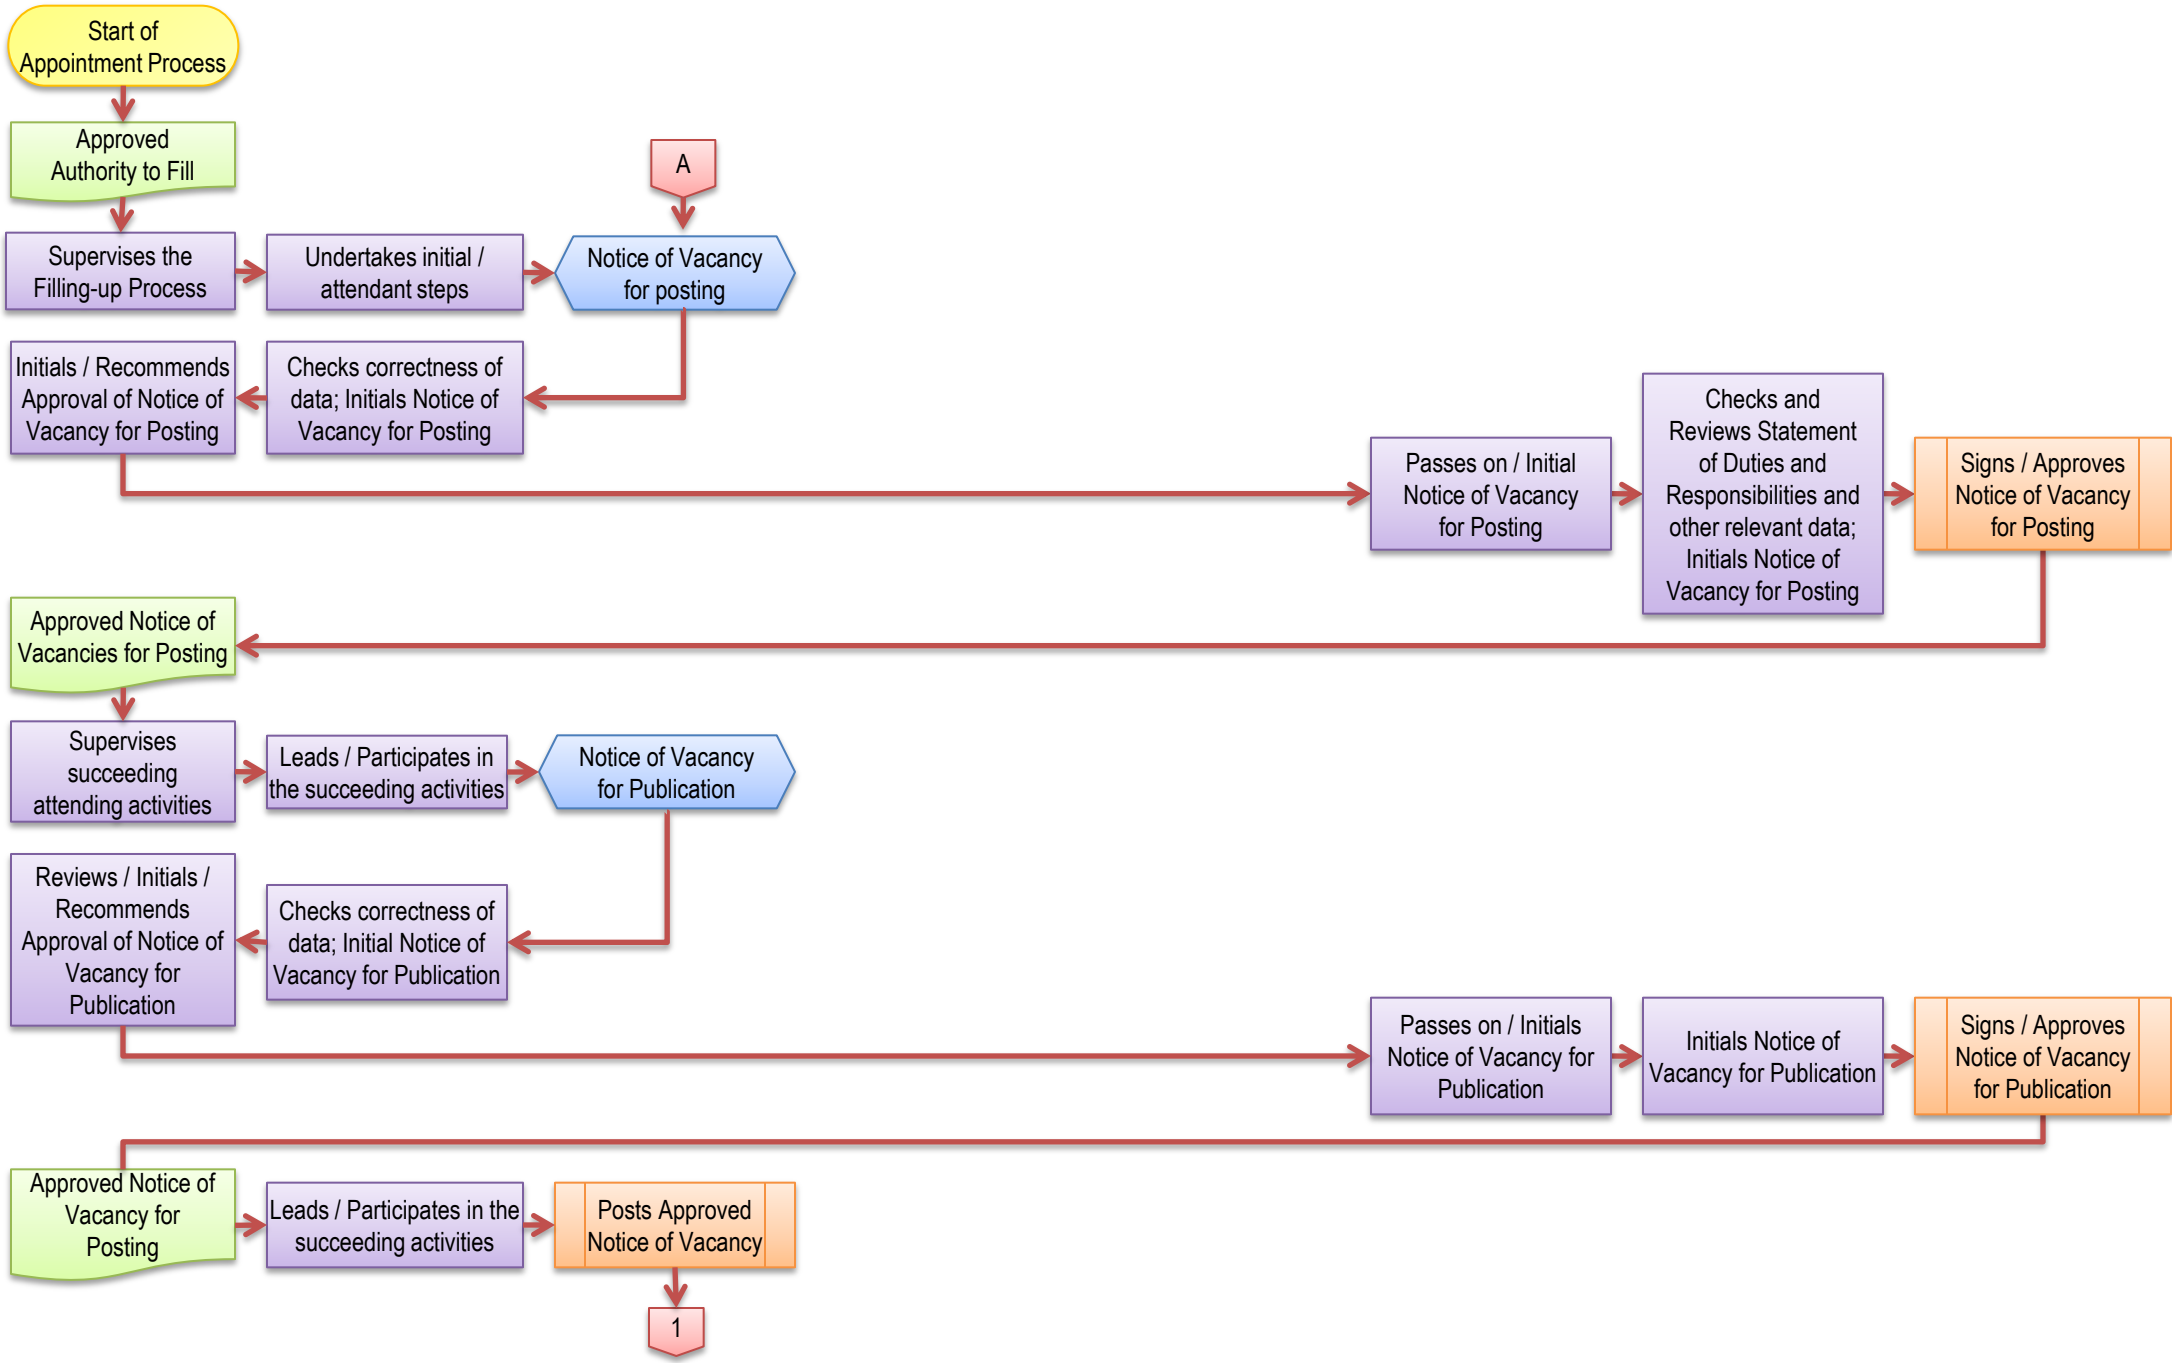 Start of
Appointment Process
Approved
Authority to Fill
A
Supervises the
Filling-up Process
Undertakes initial /
attendant steps
Notice of Vacancy
for posting
Initials / Recommends
Approval of Notice of
Vacancy for Posting
Checks correctness of
data; Initials Notice of
Vacancy for Posting
Passes on / Initial
Notice of Vacancy
for Posting
Checks and
Reviews Statement
of Duties and
Responsibilities and
other relevant data;
Initials Notice of
Vacancy for Posting
Signs / Approves
Notice of Vacancy
for Posting
Approved Notice of
Vacancies for Posting
Supervises
succeeding
attending activities
Leads / Participates in
the succeeding activities
Notice of Vacancy
for Publication
Reviews / Initials /
Recommends
Approval of Notice of
Vacancy for
Publication
Checks correctness of
data; Initial Notice of
Vacancy for Publication
Passes on / Initials
Notice of Vacancy for
Publication
Initials Notice of
Vacancy for Publication
Signs / Approves
Notice of Vacancy
for Publication
Approved Notice of
Vacancy for
Posting
Leads / Participates in the
succeeding activities
Posts Approved
Notice of Vacancy
1